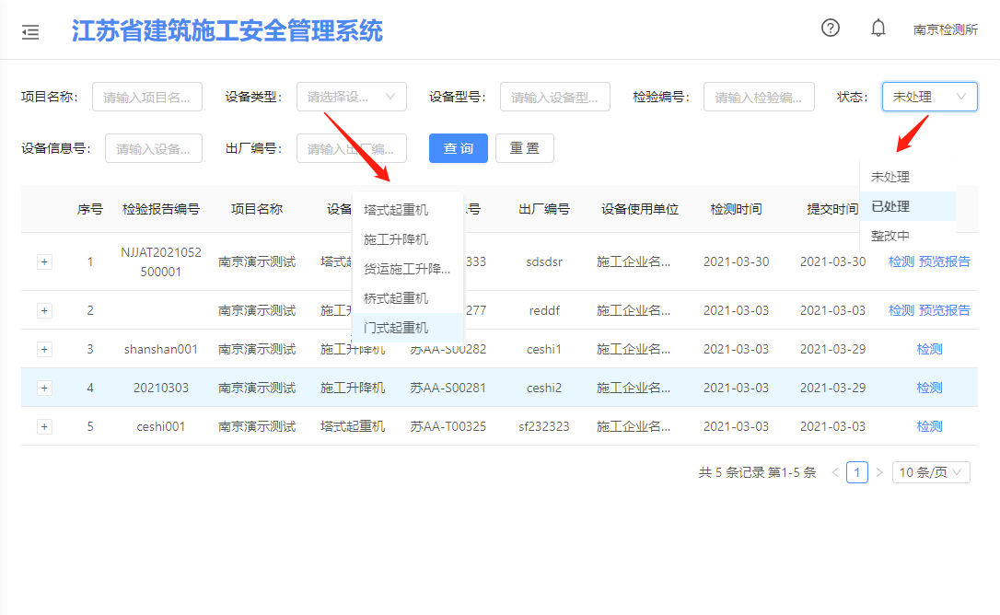 江苏省建筑施工安全管理系统
南京检测所
项目名称： 请输入项目名... 设备类型： 请选择设... 设备型号： 请输入设备型... 检验编号： 请输入检验编... 状态： 未处理
设备信息号： 请输入设备... 出厂编号： 请输入出厂编... 查 询 重 置
未处理
已处理
整改中
塔式起重机
施工升降机
货运施工升降...
桥式起重机
门式起重机
序号 检验报告编号 项目名称 设备 号 出厂编号 设备使用单位 检测时间 提交时间
1 NJJAT2021052 南京演示测试 塔式起 333 sdsdsr 施工企业名... 2021-03-30 2021-03-30 检测 预览报告
500001
2 南京演示测试 施工升 277 reddf 施工企业名... 2021-03-03 2021-03-03 检测 预览报告
3 shanshan001 南京演示测试 施工升降机 苏AA-S00282 ceshi1 施工企业名... 2021-03-03 2021-03-29 检测
4 20210303 南京演示测试 施工升降机 苏AA-S00281 ceshi2 施工企业名... 2021-03-03 2021-03-29 检测
5 ceshi001 南京演示测试 塔式起重机 苏AA-T00325 sf232323 施工企业名... 2021-03-03 2021-03-03 检测
共 5 条记录 第1-5 条 < 1 > 10 条/页